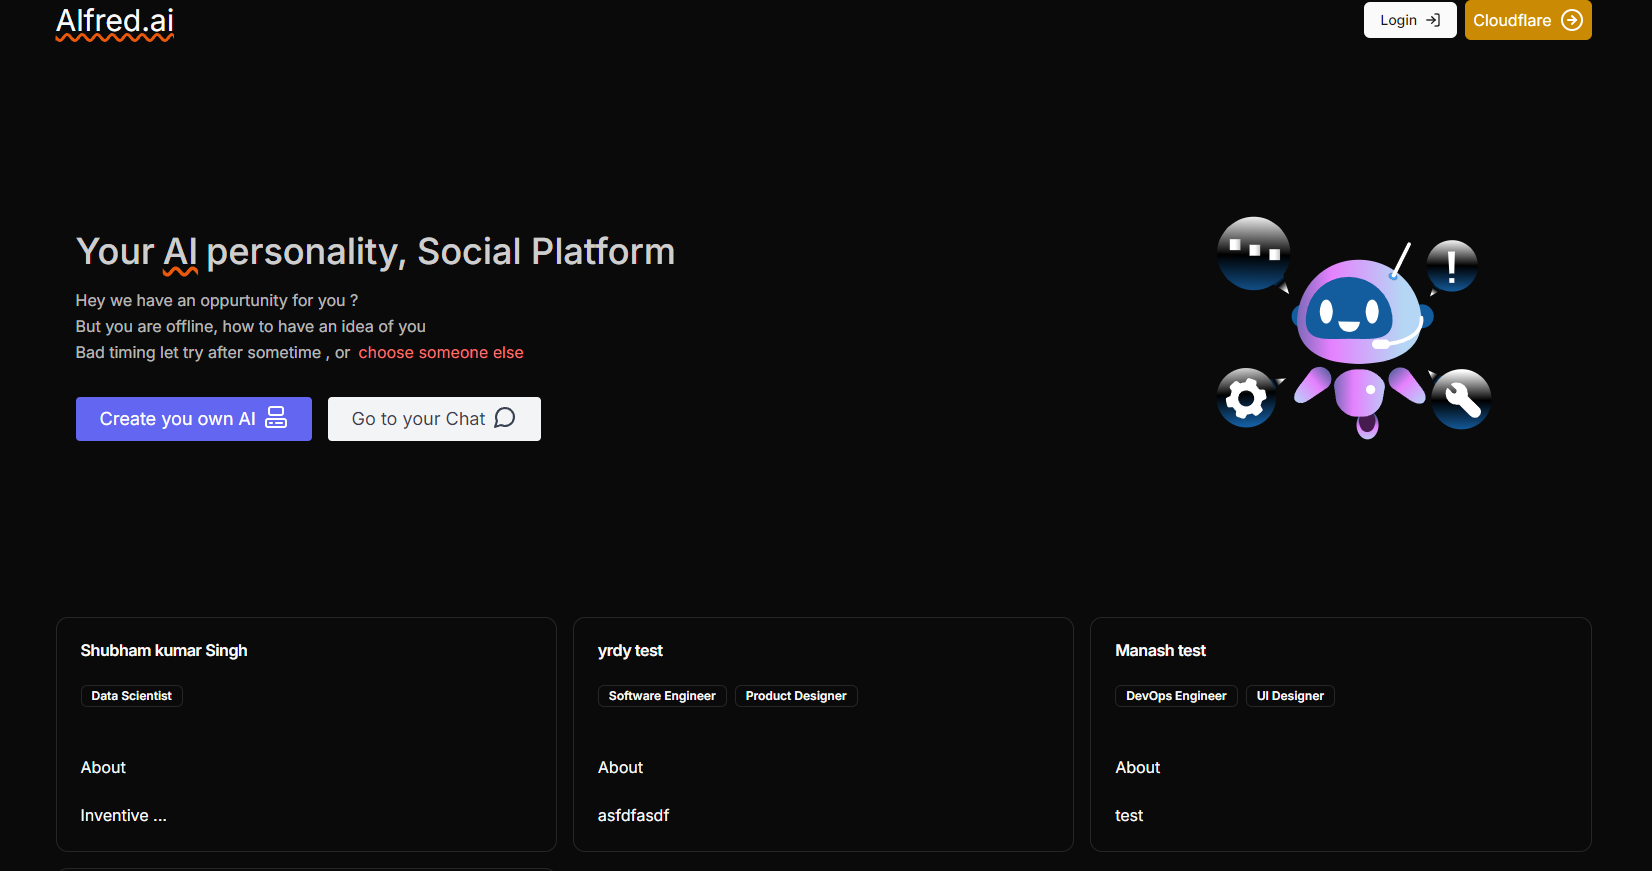 Alfred.ai
Login
Cloudflare
Your AI personality, Social Platform
Hey we have an oppurtunity for you ?
But you are offline, how to have an idea of you
Bad timing let try after sometime , or choose someone else
Create you own AI
Go to your Chat
!
Shubham kumar Singh
Data Scientist
About
Inventive ...
yrdy test
Software Engineer Product Designer
About
asfdfasdf
Manash test
DevOps Engineer UI Designer
About
test